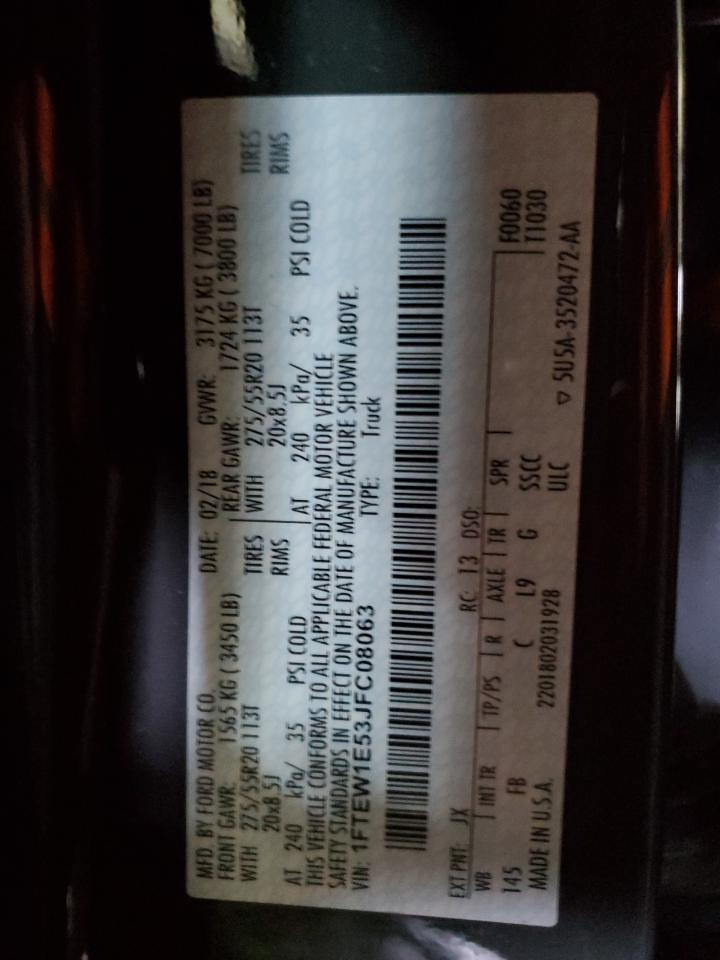 MFD. BY FORD MOTOR CO. DATE: 02/18 GVWR: 3175 KG ( 7000 LB)
FRONT GAWR: 1565 KG ( 3450 LB) REAR GAWR: 1724 KG ( 3800 LB)
WITH 275/55R20 113T TIRES WITH 275/55R20 113T TIRES
20x8.5J RIMS 20x8.5J RIMS
AT 240 kPa/ 35 PSI COLD AT 240 kPa/ 35 PSI COLD
THIS VEHICLE CONFORMS TO ALL APPLICABLE FEDERAL MOTOR VEHICLE
SAFETY STANDARDS IN EFFECT ON THE DATE OF MANUFACTURE SHOWN ABOVE.
VIN: 1FTEW1E53JFC08063 TYPE: Truck
EXT PNT: JX RC: 13 DSO:
WB INT TR TP/PS R AXLE TR SPR F0060
145 FB C L9 G SSCC T1030
MADE IN U.S.A. 2201802031928 ULC
▽ 5U5A-3520472-AA